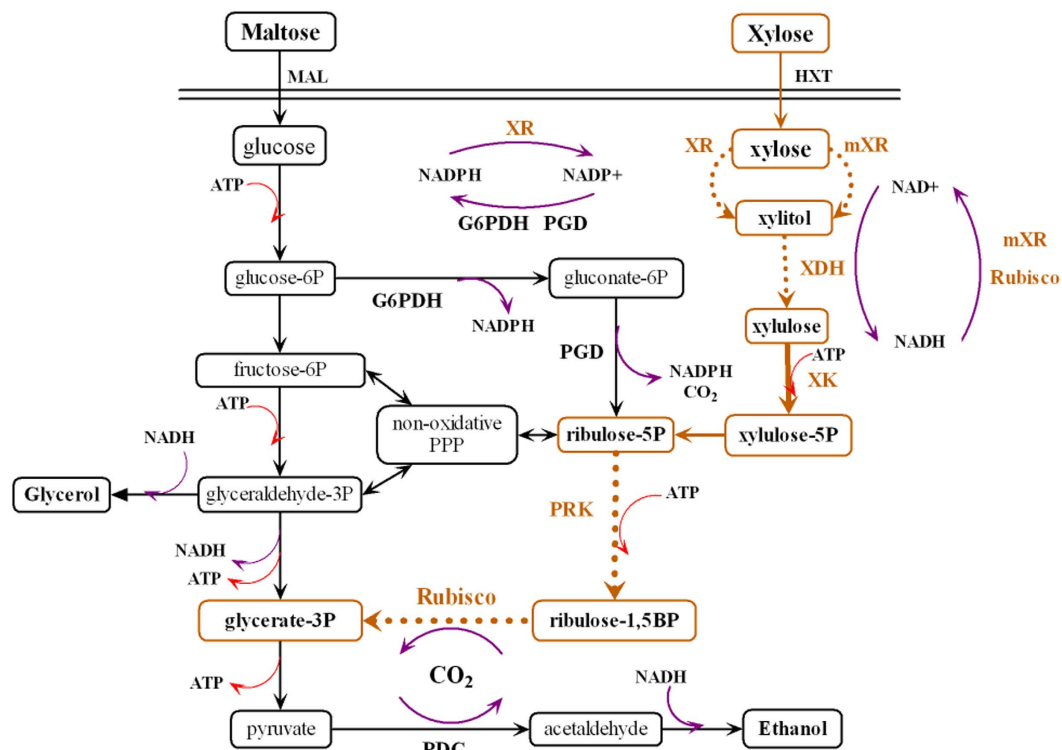 Maltose
Xylose
MAL
HXT
glucose
XR
XR
xylose
mXR
ATP
NADPH
NADP+
NAD+
G6PDH PGD
xylitol
mXR
XDH
Rubisco
glucose-6P
gluconate-6P
G6PDH
NADPH
xylulose
NADH
PGD
ATP
fructose-6P
NADPH
CO2
XK
ATP
NADH
non-oxidative
PPP
ribulose-5P
xylulose-5P
Glycerol
glyceraldehyde-3P
ATP
PRK
NADH
ATP
Rubisco
glycerate-3P
ribulose-1,5BP
CO2
ATP
NADH
pyruvate
acetaldehyde
Ethanol
PDC